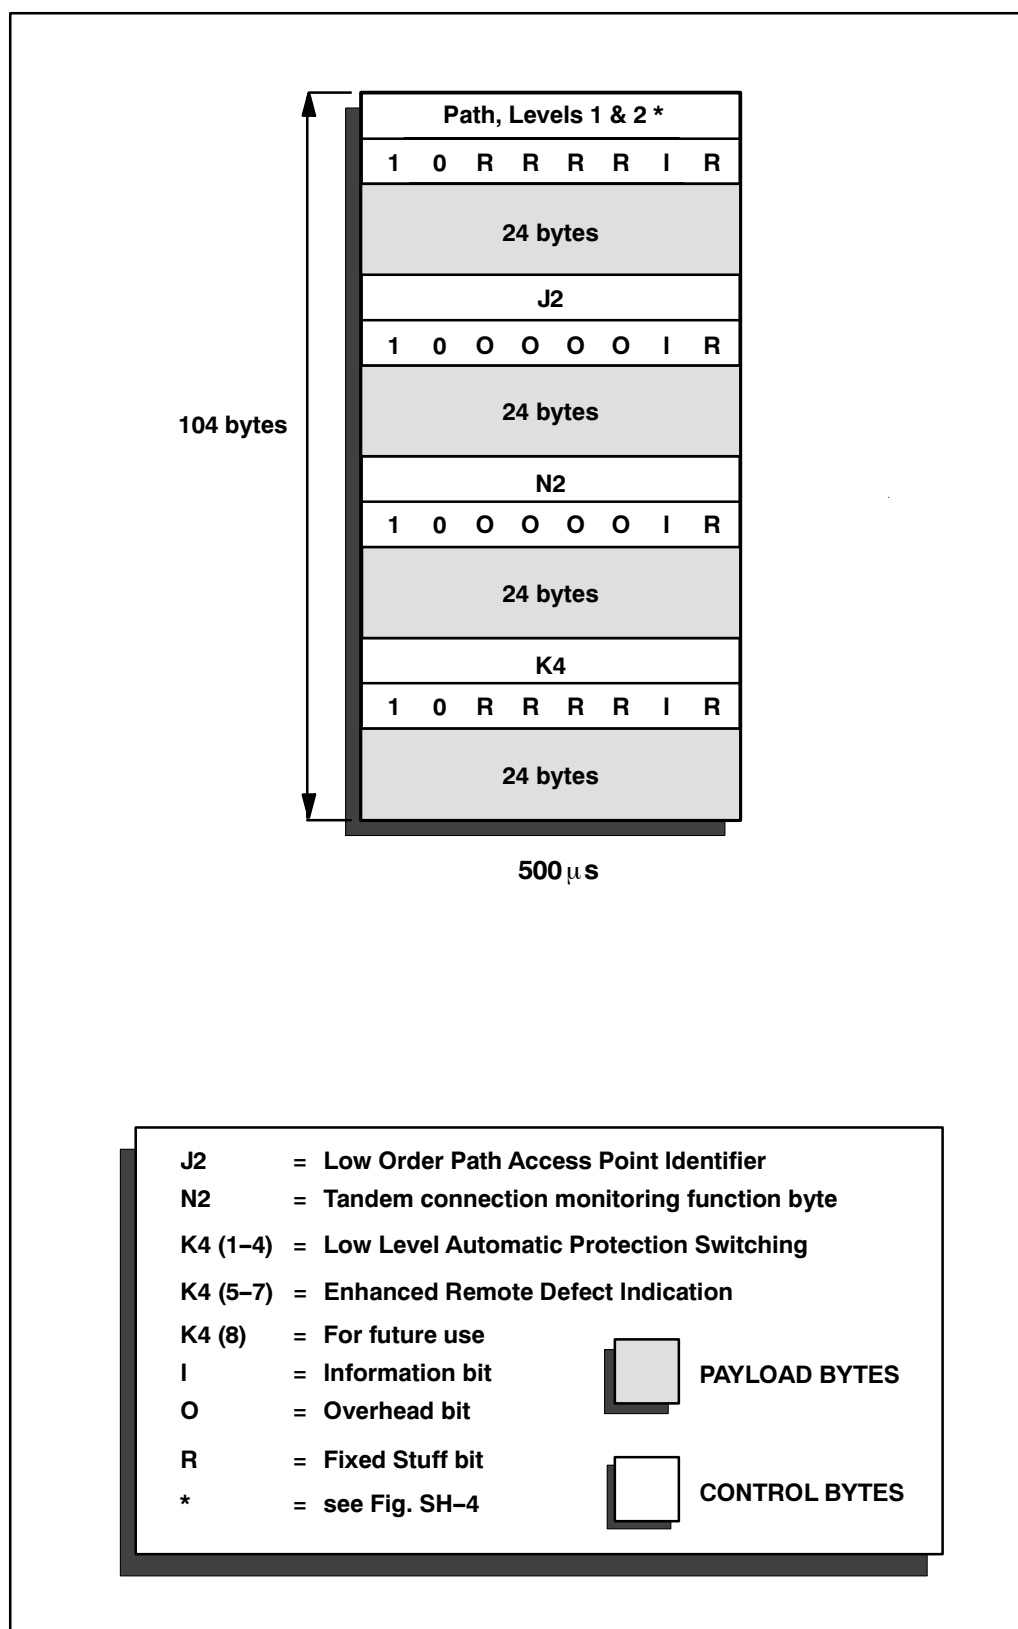 Path, Levels 1 & 2 *
1 0 R R R R I R
24 bytes
J2
1 0 O O O O I R
24 bytes
104 bytes
N2
1 0 O O O O I R
24 bytes
K4
1 0 R R R R I R
24 bytes
500 μs
J2 = Low Order Path Access Point Identifier
N2 = Tandem connection monitoring function byte
K4 (1–4) = Low Level Automatic Protection Switching
K4 (5–7) = Enhanced Remote Defect Indication
K4 (8) = For future use
I = Information bit
O = Overhead bit
R = Fixed Stuff bit
* = see Fig. SH–4
PAYLOAD BYTES
CONTROL BYTES